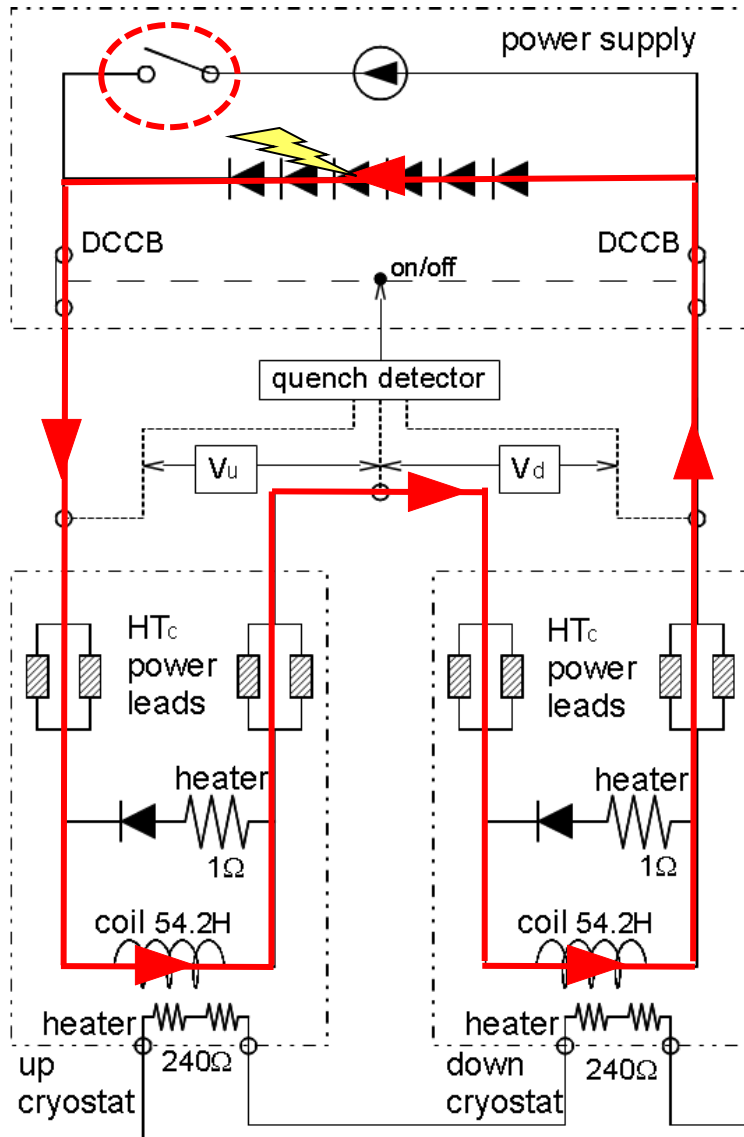 power supply
DCCB
DCCB
on/off
quench detector
Vu
Vd
HTc
power
leads
HTc
power
leads
heater
1Ω
heater
1Ω
coil 54.2H
coil 54.2H
heater
240Ω
heater
240Ω
up
cryostat
down
cryostat